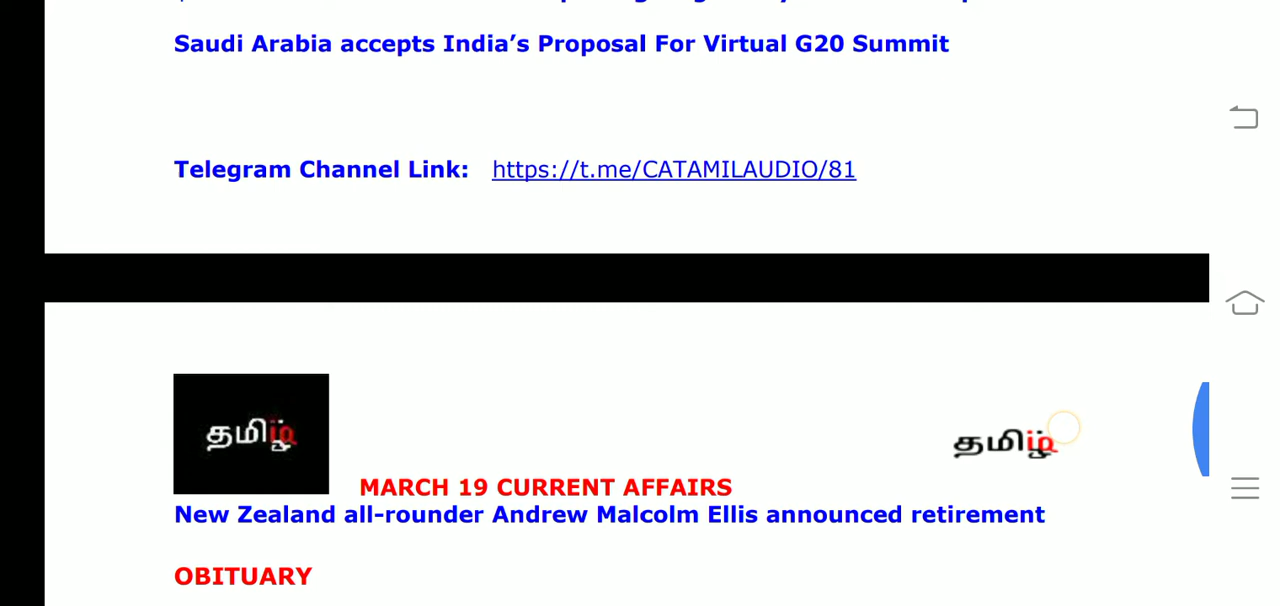 Saudi Arabia accepts India’s Proposal For Virtual G20 Summit
Telegram Channel Link: https://t.me/CATAMILAUDIO/81
தமிழ்
தமிழ்
MARCH 19 CURRENT AFFAIRS
New Zealand all-rounder Andrew Malcolm Ellis announced retirement
OBITUARY